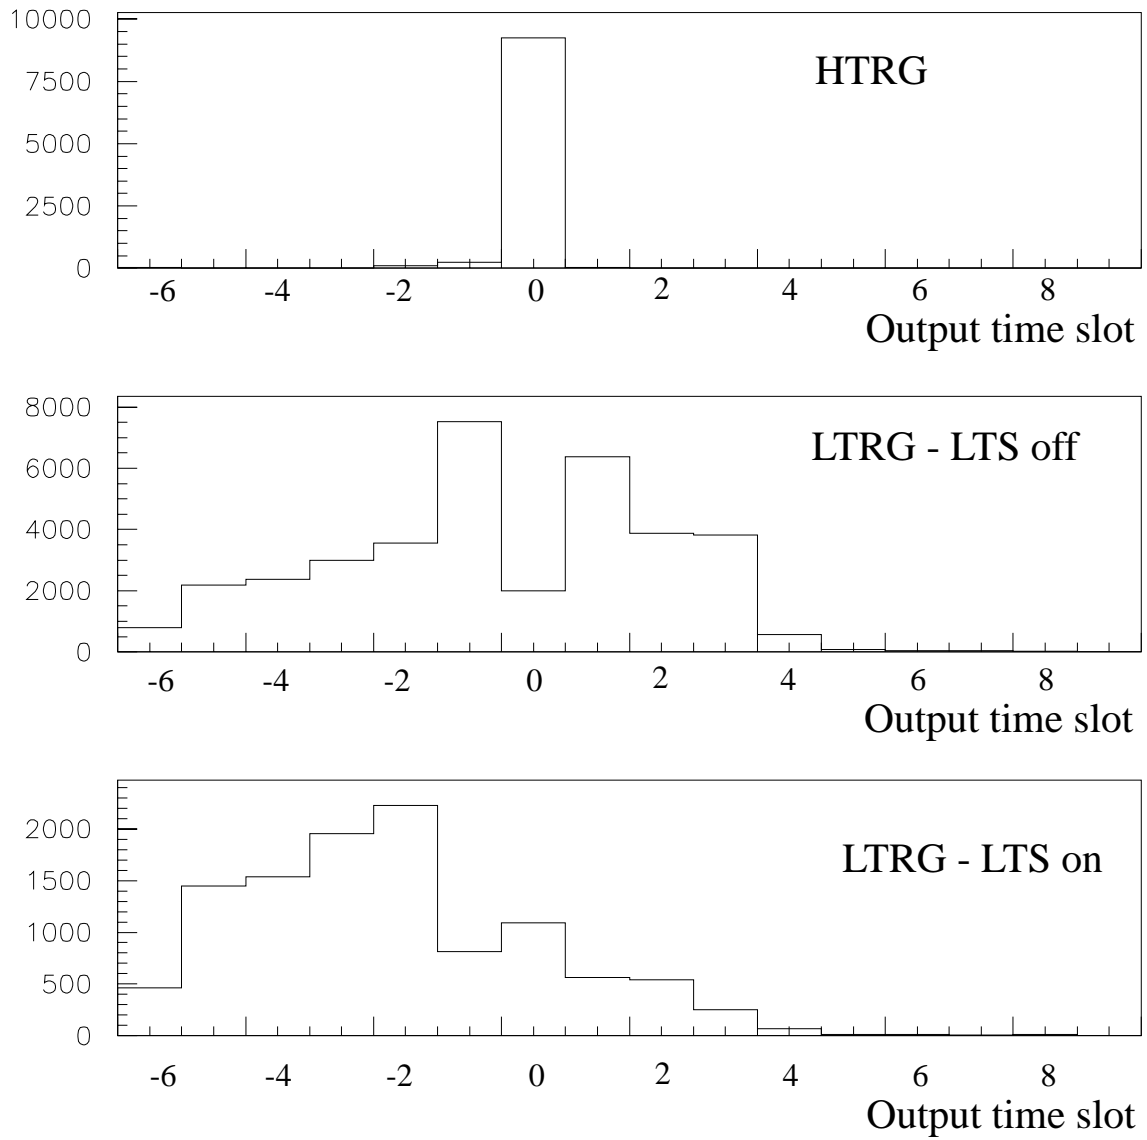 10000
HTRG
7500
5000
2500
0
-6 -4 -2 0 2 4 6 8
Output time slot
8000
LTRG - LTS off
6000
4000
2000
0
-6 -4 -2 0 2 4 6 8
Output time slot
2000
LTRG - LTS on
1500
1000
500
0
-6 -4 -2 0 2 4 6 8
Output time slot